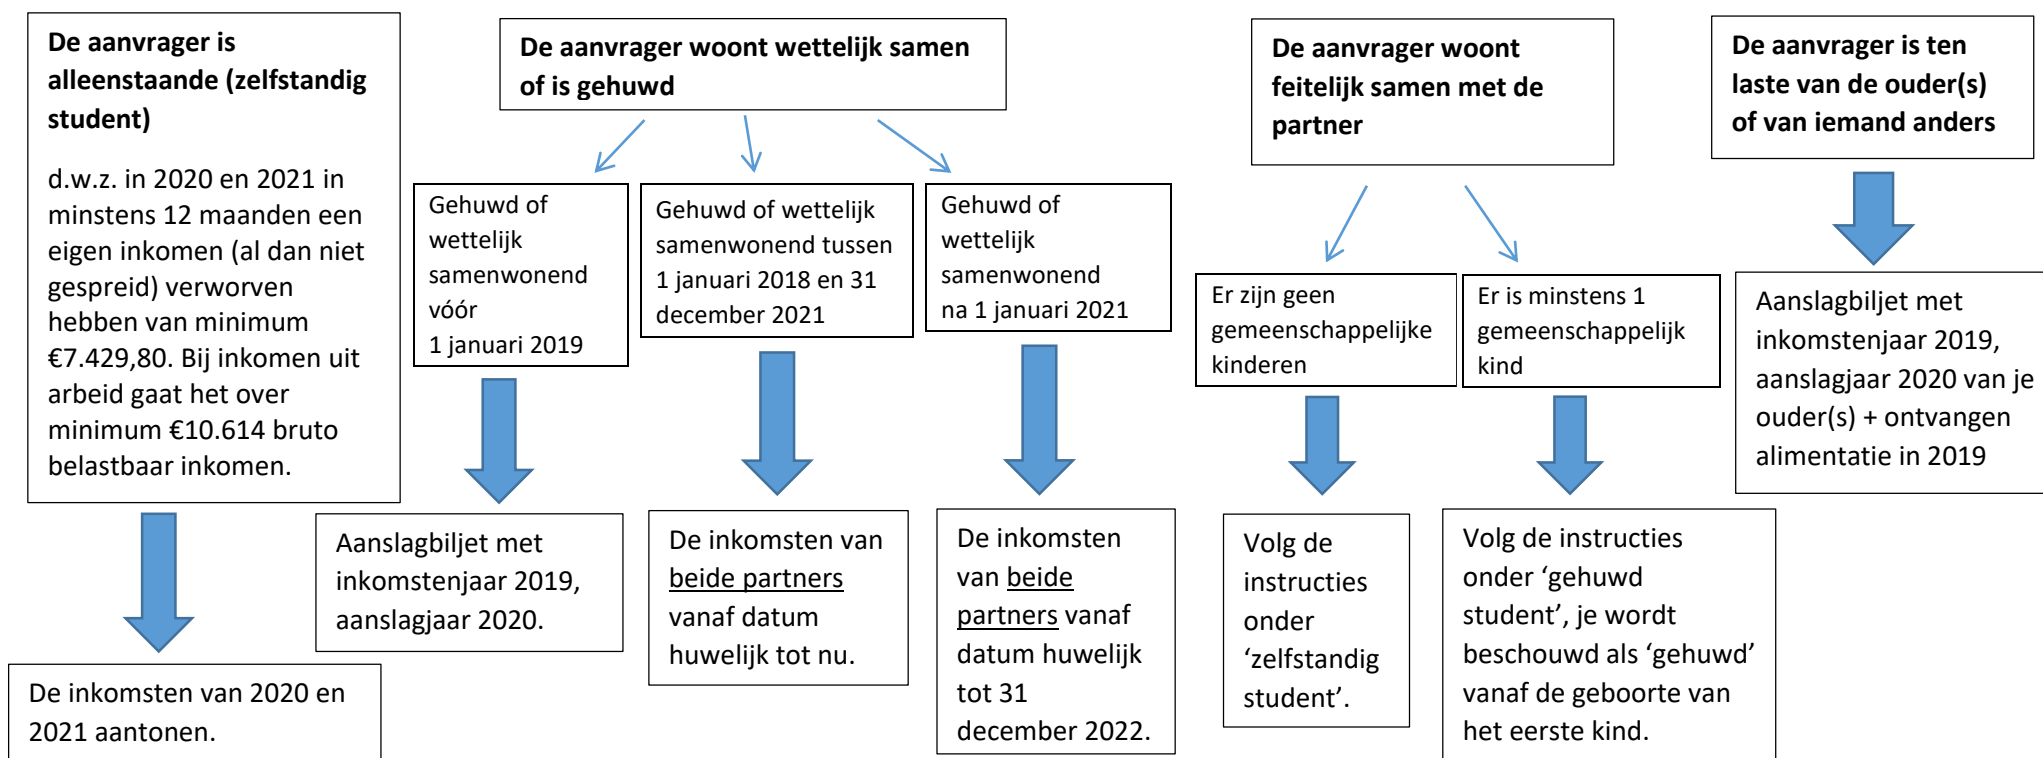 De aanvrager is
alleenstaande (zelfstandig
student)
d.w.z. in 2020 en 2021 in
minstens 12 maanden een
eigen inkomen (al dan niet
gespreid) verworven
hebben van minimum
€7.429,80. Bij inkomen uit
arbeid gaat het over
minimum €10.614 bruto
belastbaar inkomen.
De inkomsten van 2020 en
2021 aantonen.
De aanvrager woont wettelijk samen
of is gehuwd
Gehuwd of
wettelijk
samenwonend
vóór
1 januari 2019
Aanslagbiljet met
inkomstenjaar 2019,
aanslagjaar 2020.
Gehuwd of wettelijk
samenwonend tussen
1 januari 2018 en 31
december 2021
De inkomsten van
beide partners
vanaf datum
huwelijk tot nu.
Gehuwd of
wettelijk
samenwonend
na 1 januari 2021
De inkomsten
van beide
partners vanaf
datum huwelijk
tot 31
december 2022.
De aanvrager woont
feitelijk samen met de
partner
Er zijn geen
gemeenschappelijke
kinderen
Volg de
instructies
onder
‘zelfstandig
student’.
Er is minstens 1
gemeenschappelijk
kind
Volg de instructies
onder ‘gehuwd
student’, je wordt
beschouwd als ‘gehuwd’
vanaf de geboorte van
het eerste kind.
De aanvrager is ten
laste van de ouder(s)
of van iemand anders
Aanslagbiljet met
inkomstenjaar 2019,
aanslagjaar 2020 van je
ouder(s) + ontvangen
alimentatie in 2019